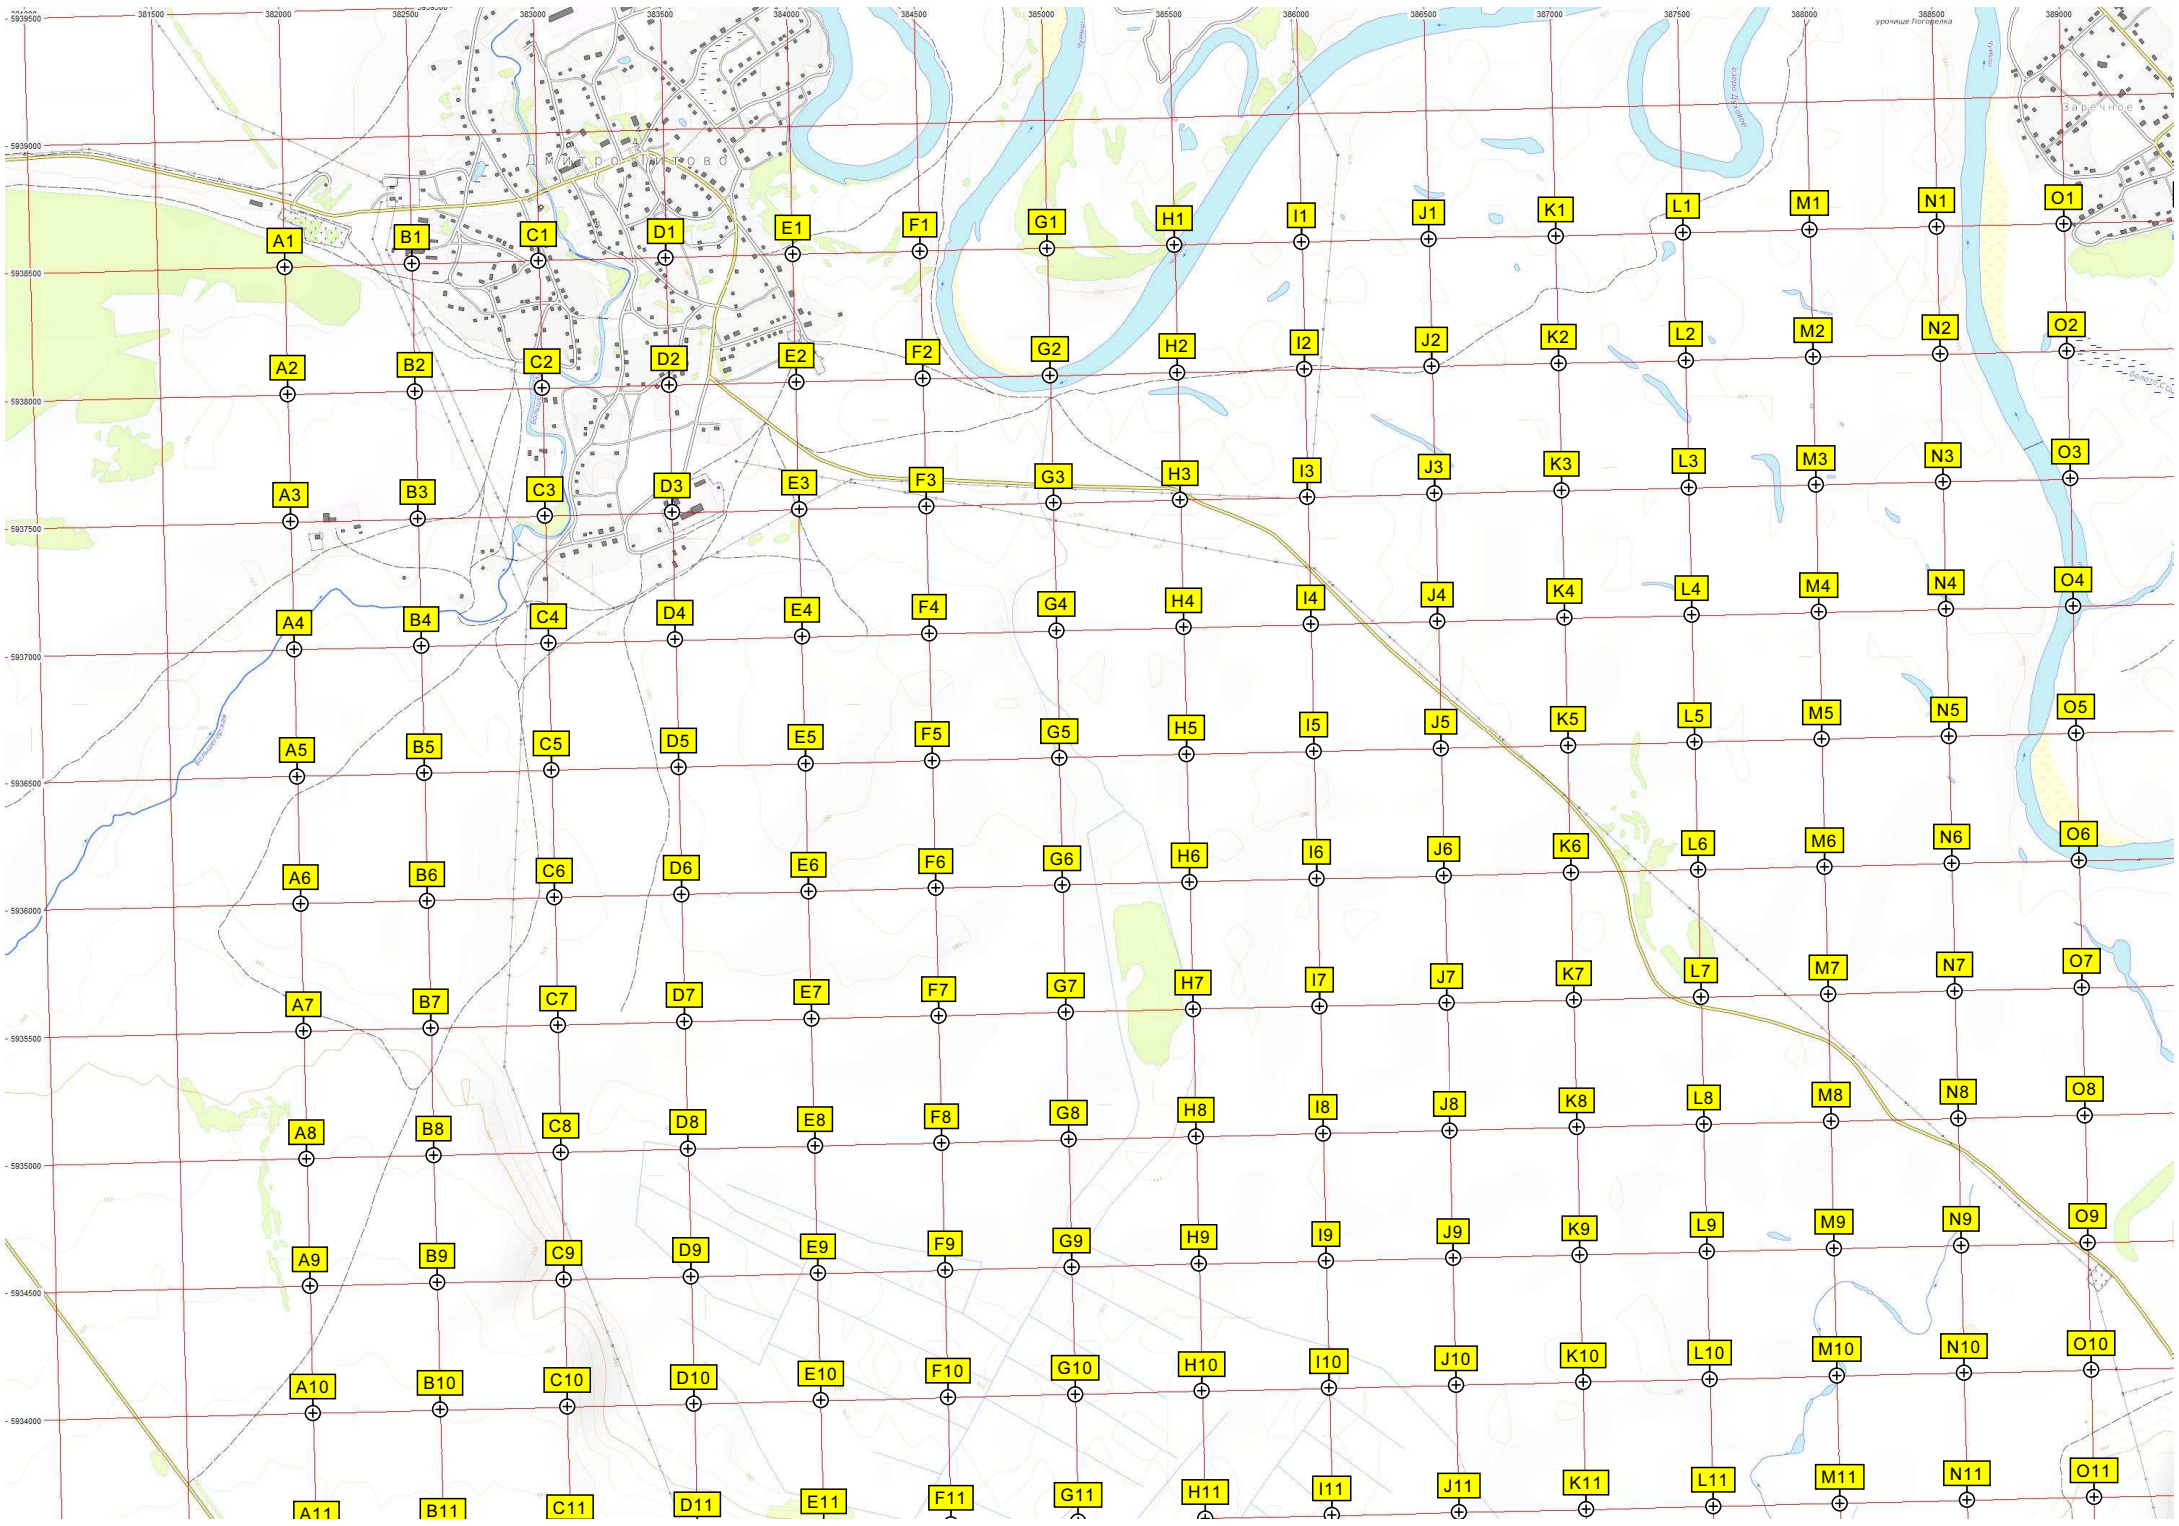 381500 382000 382500 383000 383500 384000 384500 385000 385500 386000 386500 387000 387500 388000 388500 389000
урочище Погорелка
5939500
озеро Духовое
Заречное
5939000
Дмитро-Титово
A1 B1 C1 D1 E1 F1 G1 H1 I1 J1 K1 L1 M1 N1 O1
5938500
A2 B2 C2 D2 E2 F2 G2 H2 I2 J2 K2 L2 M2 N2 O2
5938000
A3 B3 C3 D3 E3 F3 G3 H3 I3 J3 K3 L3 M3 N3 O3
5937500
A4 B4 C4 D4 E4 F4 G4 H4 I4 J4 K4 L4 M4 N4 O4
5937000
A5 B5 C5 D5 E5 F5 G5 H5 I5 J5 K5 L5 M5 N5 O5
5936500
A6 B6 C6 D6 E6 F6 G6 H6 I6 J6 K6 L6 M6 N6 O6
5936000
A7 B7 C7 D7 E7 F7 G7 H7 I7 J7 K7 L7 M7 N7 O7
5935500
A8 B8 C8 D8 E8 F8 G8 H8 I8 J8 K8 L8 M8 N8 O8
5935000
A9 B9 C9 D9 E9 F9 G9 H9 I9 J9 K9 L9 M9 N9 O9
5934500
A10 B10 C10 D10 E10 F10 G10 H10 I10 J10 K10 L10 M10 N10 O10
5934000
A11 B11 C11 D11 E11 F11 G11 H11 I11 J11 K11 L11 M11 N11 O11